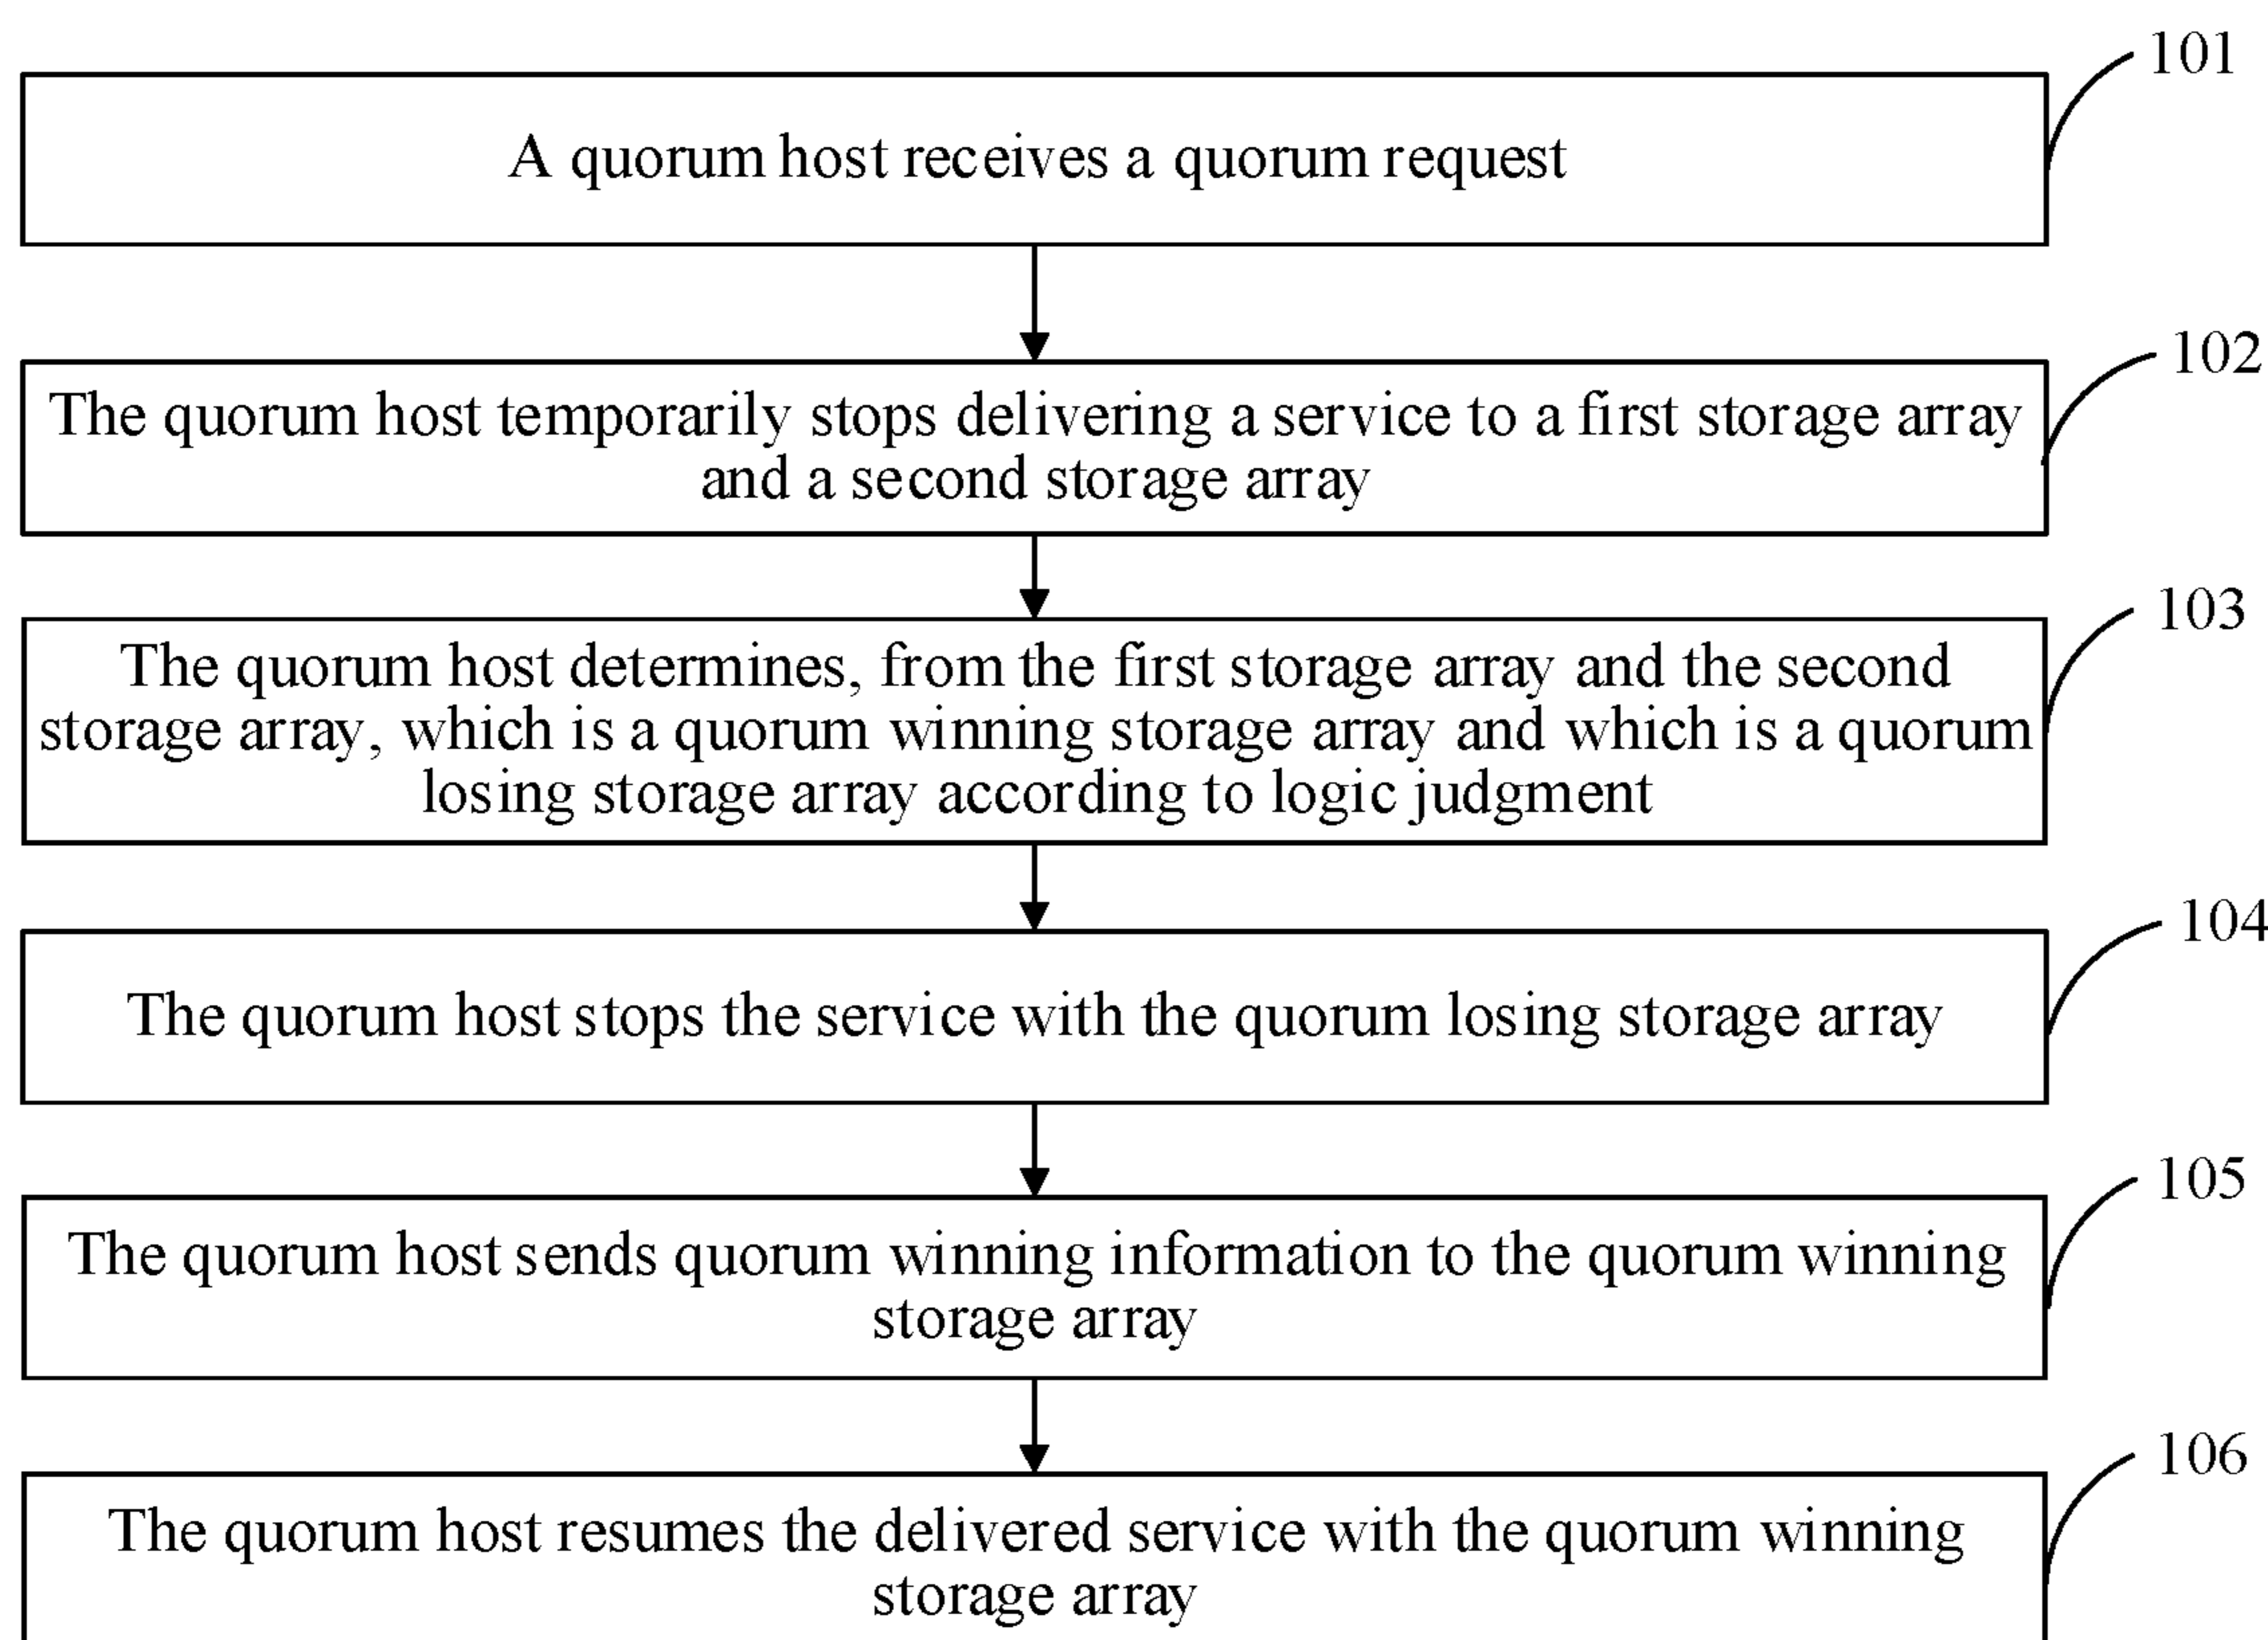 101
A quorum host receives a quorum request
102
The quorum host temporarily stops delivering a service to a first storage array
and a second storage array
103
The quorum host determines, from the first storage array and the second
storage array, which is a quorum winning storage array and which is a quorum
losing storage array according to logic judgment
104
The quorum host stops the service with the quorum losing storage array
105
The quorum host sends quorum winning information to the quorum winning
storage array
106
The quorum host resumes the delivered service with the quorum winning
storage array